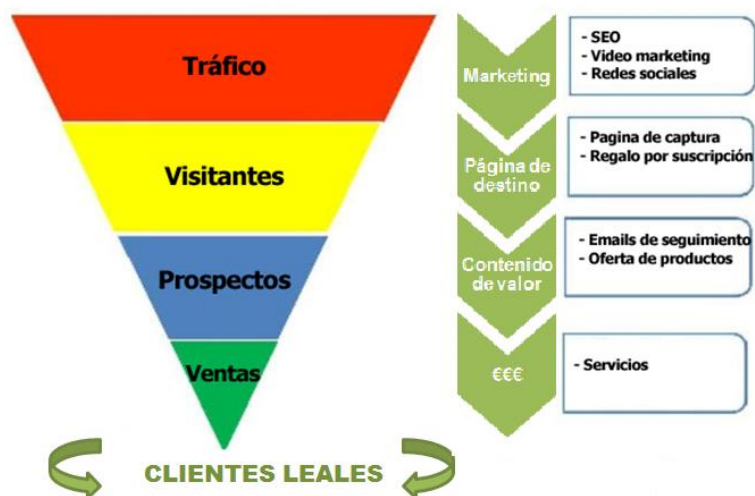 Tráfico
Marketing
- SEO
- Video marketing
- Redes sociales
Visitantes
Página de
destino
- Pagina de captura
- Regalo por suscripción
Prospectos
Contenido
de valor
- Emails de seguimiento
- Oferta de productos
Ventas
€€€
- Servicios
CLIENTES LEALES